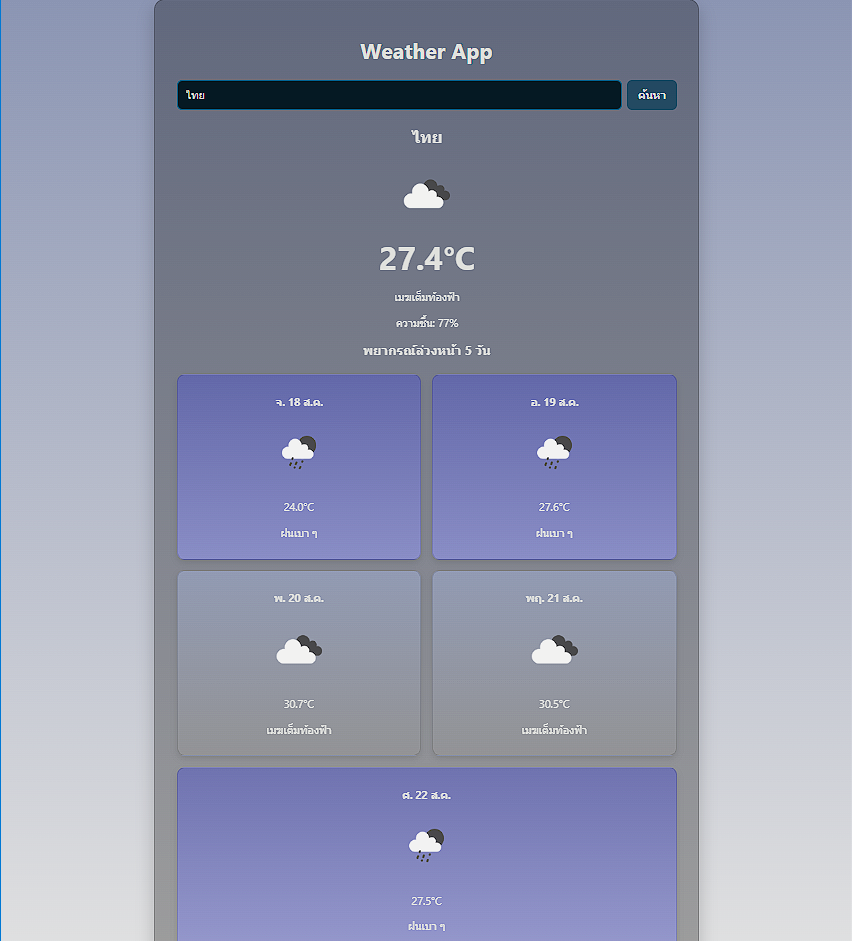 Weather App
ไทย
ค้นหา
ไทย
27.4°C
เมฆเต็มท้องฟ้า
ความชื้น: 77%
พยากรณ์ล่วงหน้า 5 วัน
จ. 18 ส.ค.
24.0°C
ฝนเบา ๆ
อ. 19 ส.ค.
27.6°C
ฝนเบา ๆ
พ. 20 ส.ค.
30.7°C
เมฆเต็มท้องฟ้า
พฤ. 21 ส.ค.
30.5°C
เมฆเต็มท้องฟ้า
ศ. 22 ส.ค.
27.5°C
ฝนเบา ๆ